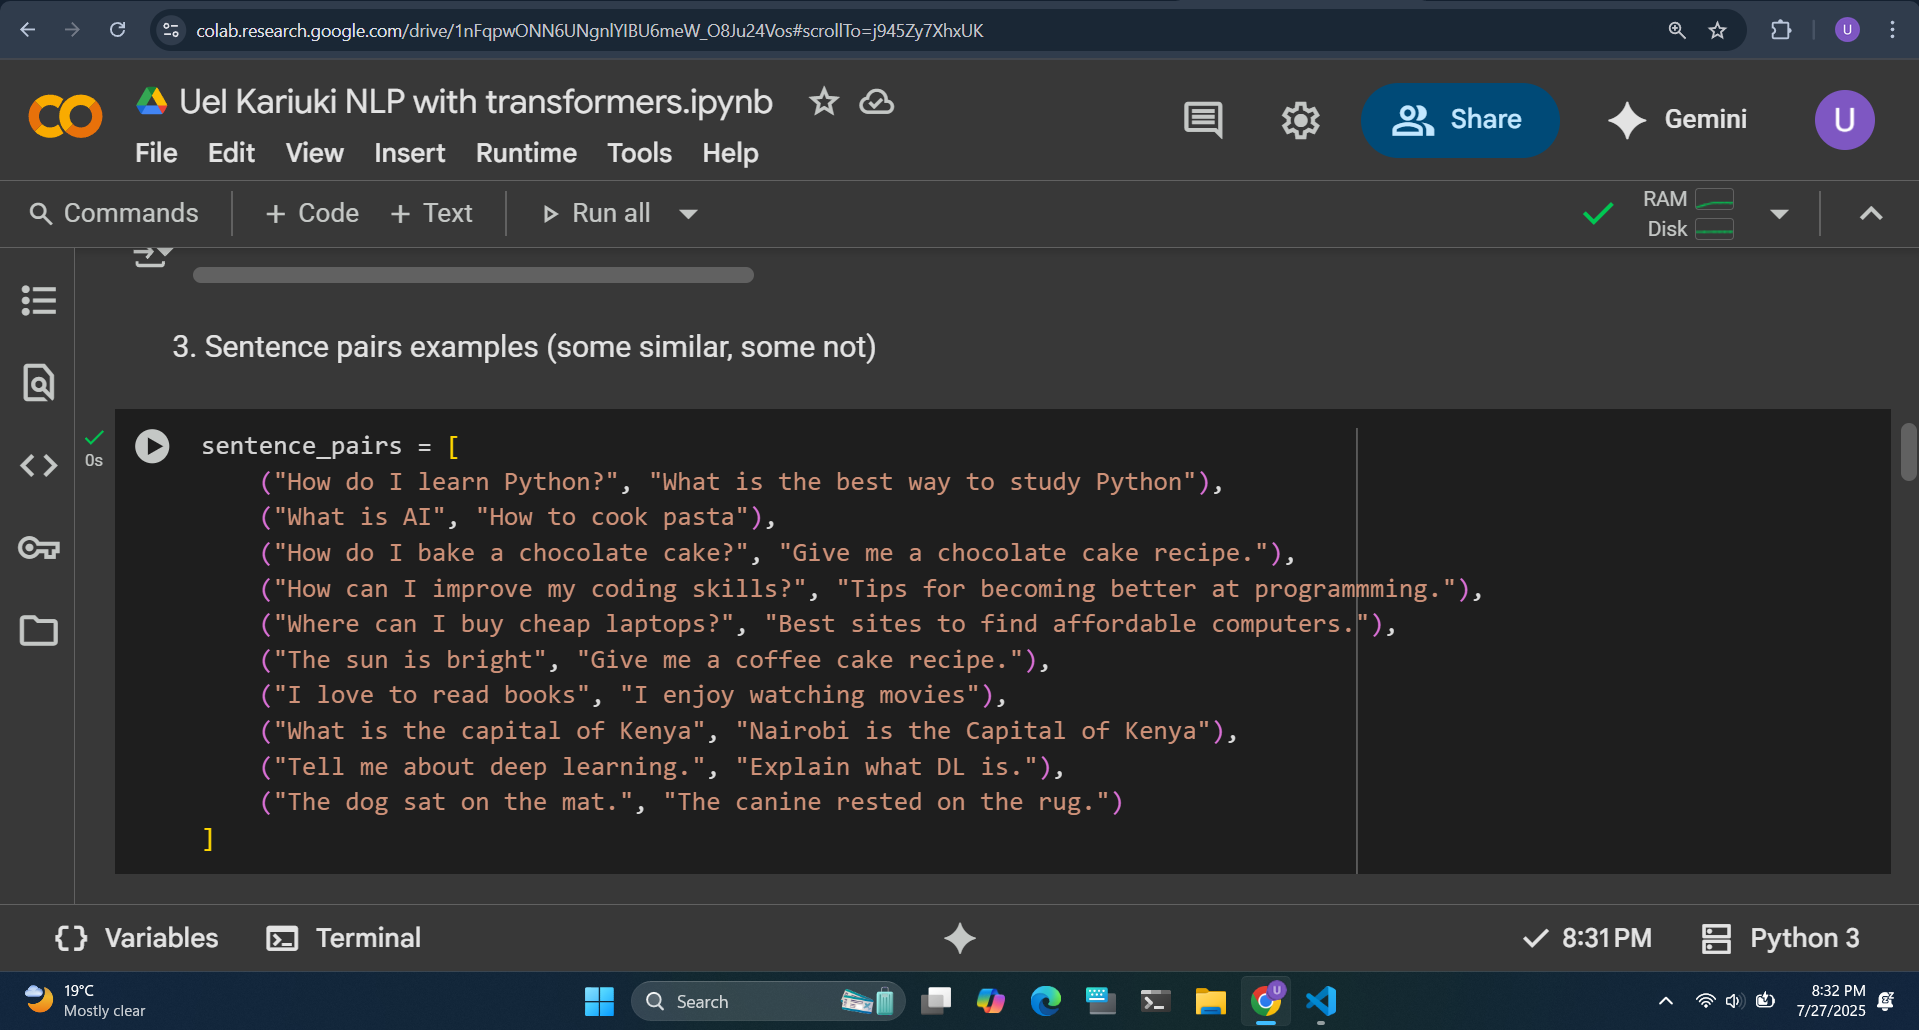 colab.research.google.com/drive/1nFqpwONN6UNgnlYIBU6meW_O8Ju24Vos#scrollTo=j945Zy7XhxUK
U
Uel Kariuki NLP with transformers.ipynb
File Edit View Insert Runtime Tools Help
Share
Gemini
U
Commands
+ Code + Text
Run all
RAM
Disk
3. Sentence pairs examples (some similar, some not)
0s
sentence_pairs = [
("How do I learn Python?", "What is the best way to study Python"),
("What is AI", "How to cook pasta"),
("How do I bake a chocolate cake?", "Give me a chocolate cake recipe."),
("How can I improve my coding skills?", "Tips for becoming better at programmming."),
("Where can I buy cheap laptops?", "Best sites to find affordable computers."),
("The sun is bright", "Give me a coffee cake recipe."),
("I love to read books", "I enjoy watching movies"),
("What is the capital of Kenya", "Nairobi is the Capital of Kenya"),
("Tell me about deep learning.", "Explain what DL is."),
("The dog sat on the mat.", "The canine rested on the rug.")
]
Variables
Terminal
8:31 PM
Python 3
19°C
Mostly clear
Search
U
8:32 PM
7/27/2025